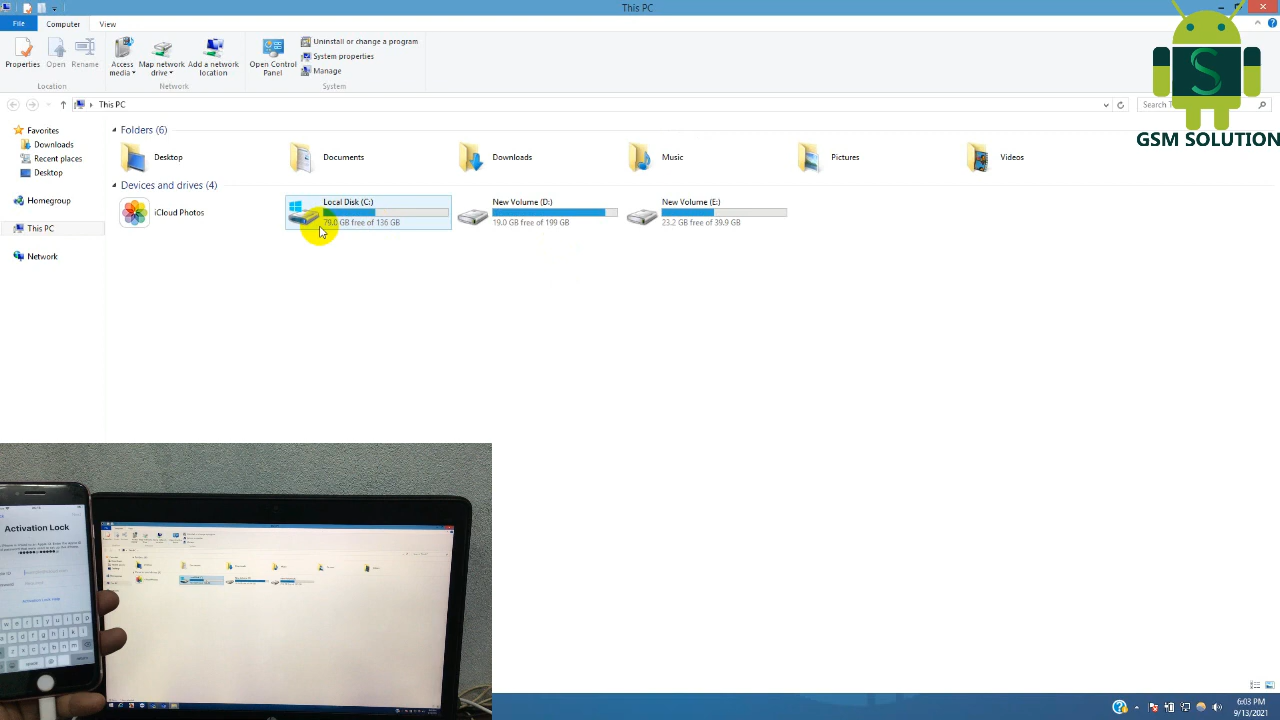 This PC
File
Computer
View
Properties
Open
Rename
Access media
Map network drive
Add a network location
Open Control Panel
Uninstall or change a program
System properties
Manage
Location
Network
System
This PC
Search T
GSM SOLUTION
Favorites
Downloads
Recent places
Desktop
Homegroup
This PC
Network
Folders (6)
Desktop
Documents
Downloads
Music
Pictures
Videos
Devices and drives (4)
iCloud Photos
Local Disk (C:)
79.0 GB free of 136 GB
New Volume (D:)
19.0 GB free of 199 GB
New Volume (E:)
23.2 GB free of 39.9 GB
Activation Lock
6:03 PM
9/13/2021